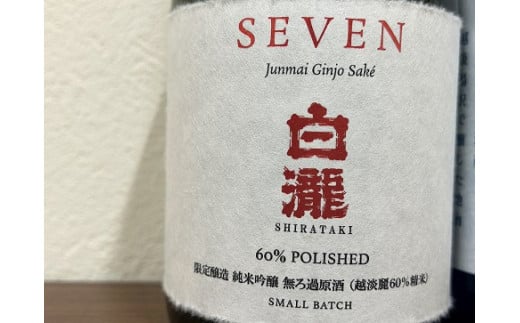 SEVEN
Junmai Ginjo Saké
白
瀧
SHIRATAKI
60% POLISHED
限定醸造 純米吟醸 無ろ過原酒（越淡麗60%精米）
SMALL BATCH